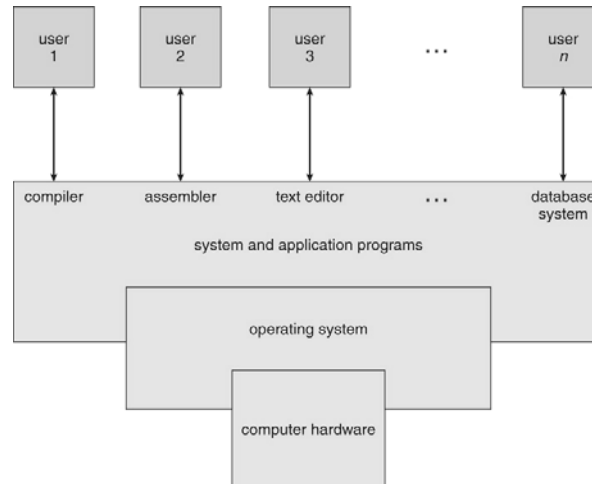 user
1
user
2
user
3
...
user
n
compiler
assembler
text editor
...
database
system
system and application programs
operating system
computer hardware